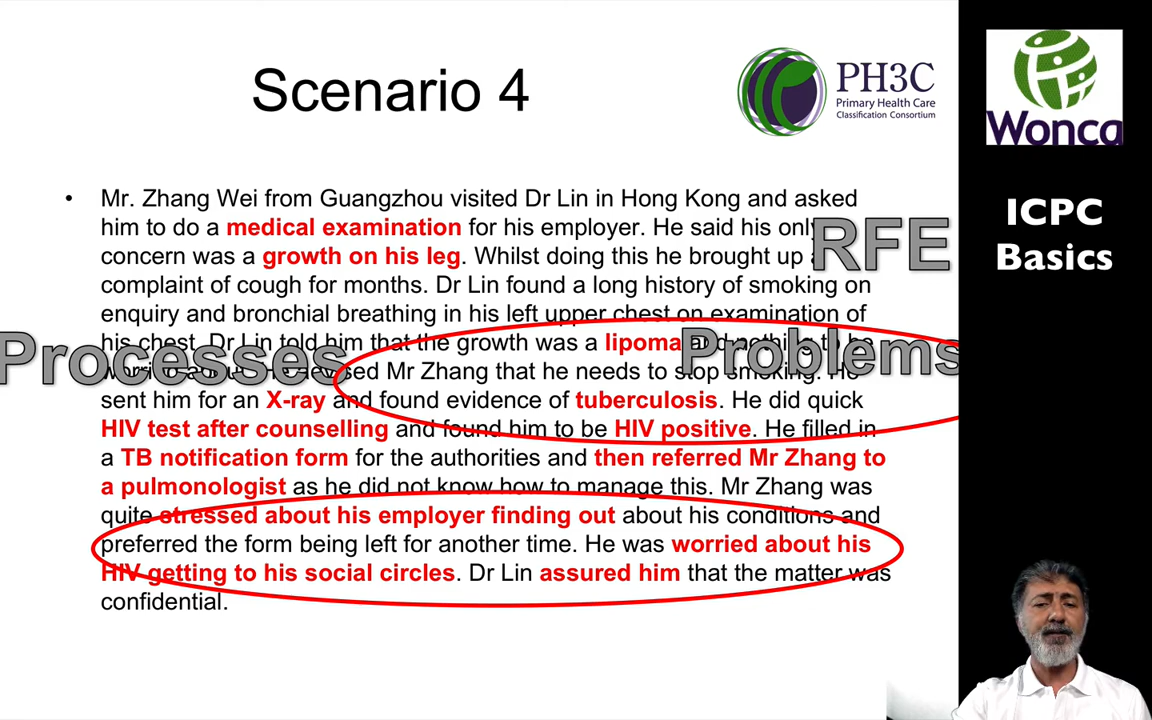 Scenario 4
PH3C
Primary Health Care
Classification Consortium
Wonca
ICPC
Basics
• Mr. Zhang Wei from Guangzhou visited Dr Lin in Hong Kong and asked
him to do a medical examination for his employer. He said his only
concern was a growth on his leg. Whilst doing this he brought up a
complaint of cough for months. Dr Lin found a long history of smoking on
enquiry and bronchial breathing in his left upper chest on examination of
his chest. Dr Lin told him that the growth was a lipoma and nothing to be
Mr Zhang that he needs to stop smoking. He
sent him for an X-ray and found evidence of tuberculosis. He did quick
HIV test after counselling and found him to be HIV positive. He filled in
a TB notification form for the authorities and then referred Mr Zhang to
a pulmonologist as he did not know how to manage this. Mr Zhang was
quite stressed about his employer finding out about his conditions and
preferred the form being left for another time. He was worried about his
HIV getting to his social circles. Dr Lin assured him that the matter was
confidential.
RFE
Processes
Problems